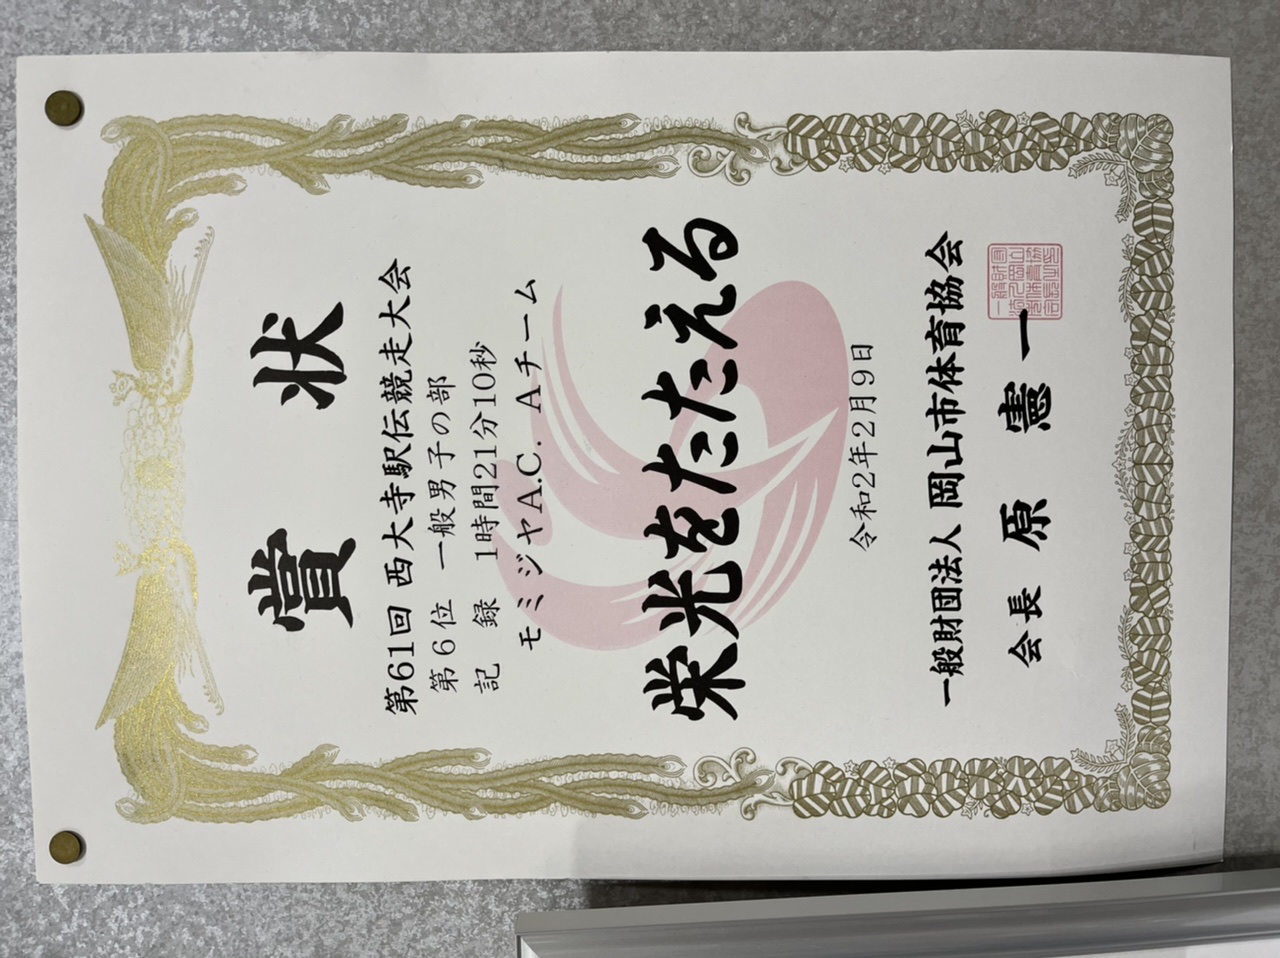 賞状
第61回 西大寺駅伝競走大会
第6位 一般男子の部
記録 1時間21分10秒
モミジヤA.C. Aチーム
栄光をたたえる
令和2年2月9日
一般財団法人 岡山市体育協会
会長 原 憲一